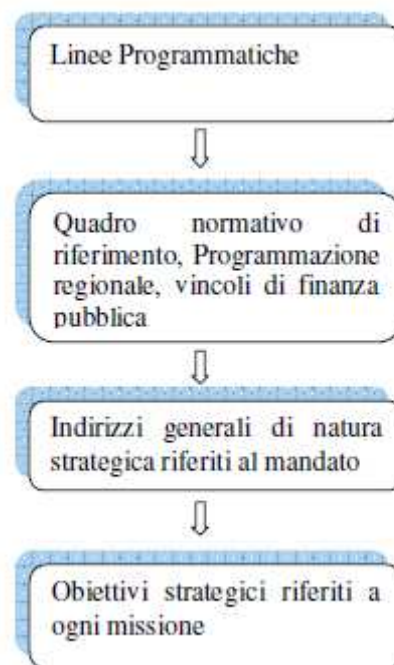 Linee Programmatiche
Quadro normativo di
riferimento, Programmazione
regionale, vincoli di finanza
pubblica
Indirizzi generali di natura
strategica riferiti al mandato
Obiettivi strategici riferiti a
ogni missione